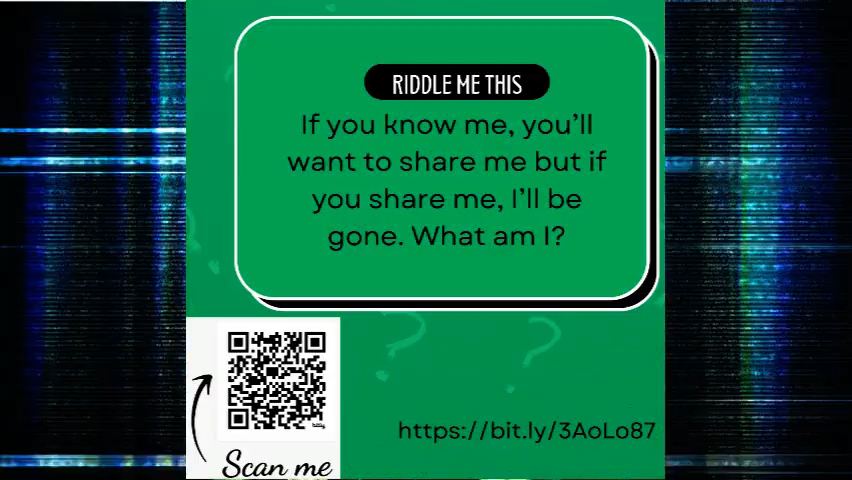 RIDDLE ME THIS
If you know me, you’ll
want to share me but if
you share me, I’ll be
gone. What am I?
https://bit.ly/3AoLo87
Scan me